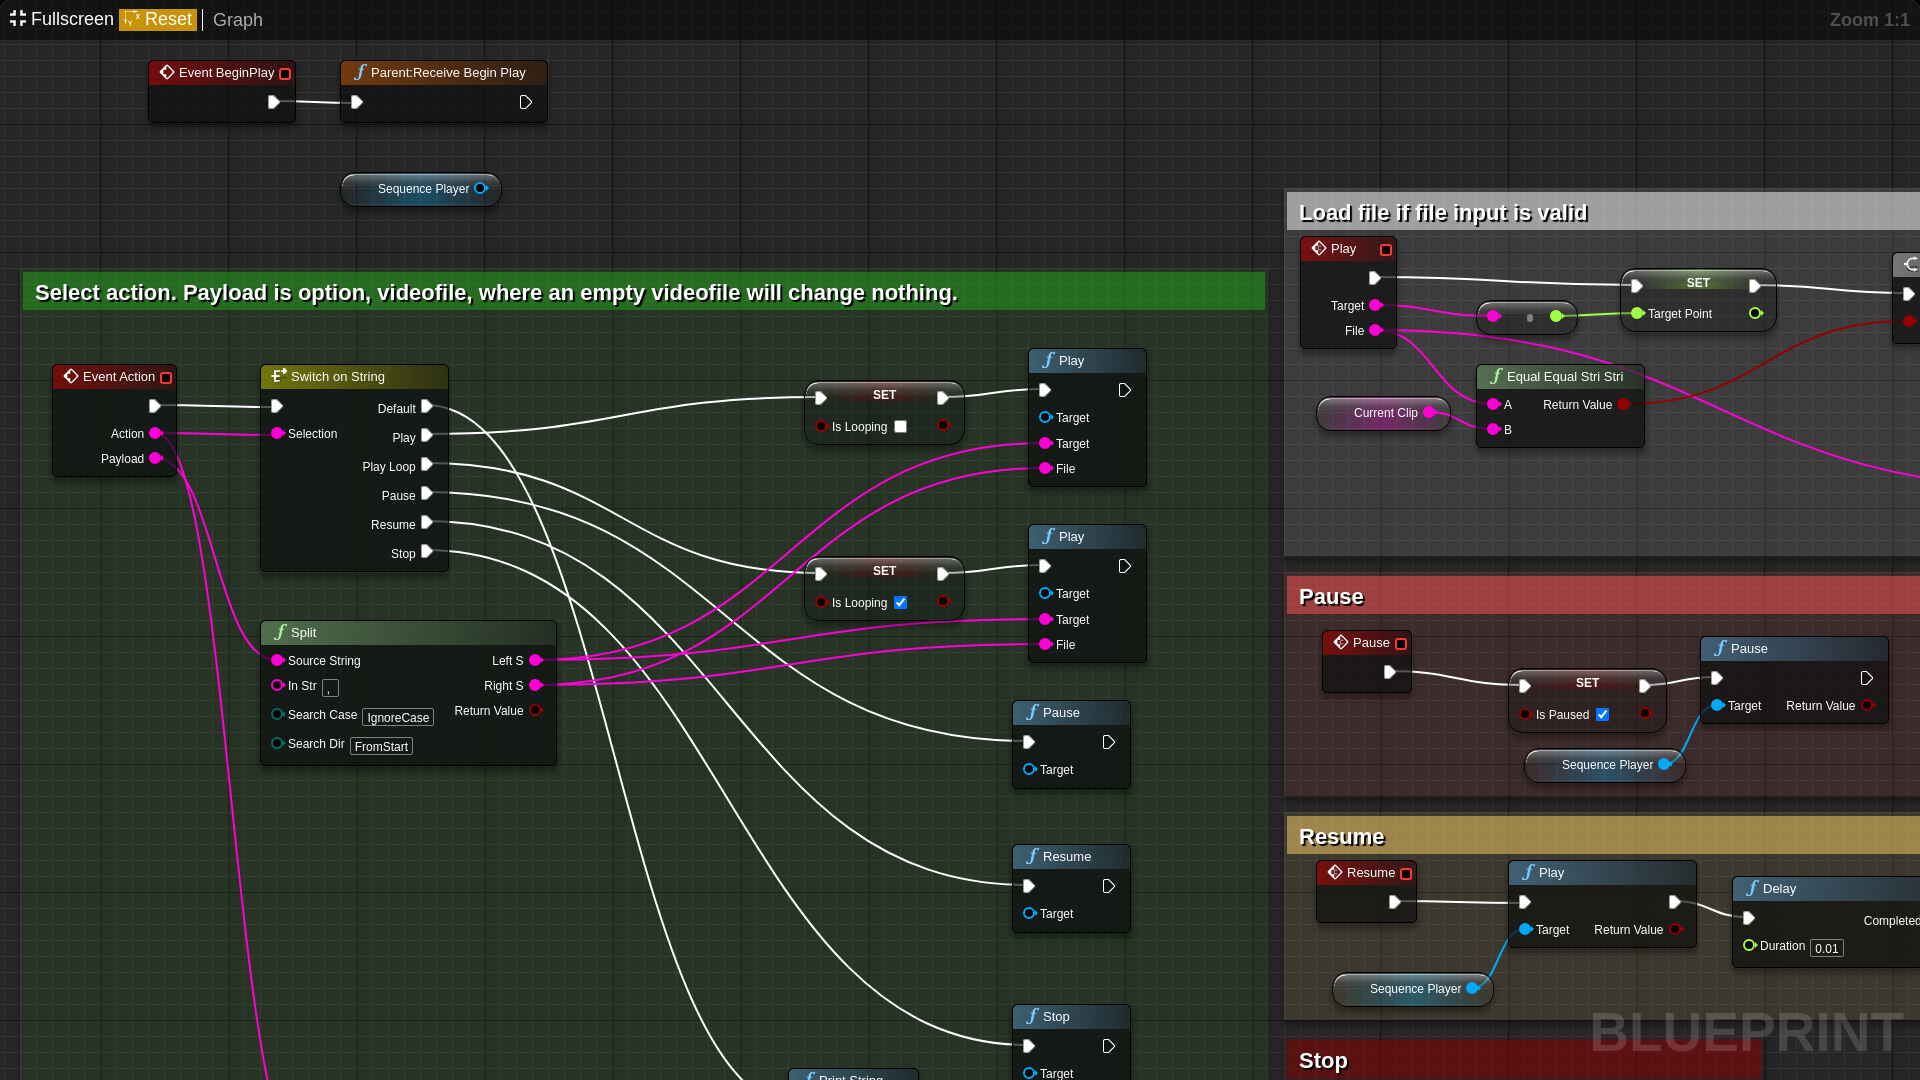 Fullscreen Reset Graph
Zoom 1:1
Event BeginPlay
Parent:Receive Begin Play
Sequence Player
Select action. Payload is option, videofile, where an empty videofile will change nothing.
Event Action
Action
Payload
Switch on String
Selection
Default
Play
Play Loop
Pause
Resume
Stop
Split
Source String
In Str ,
Search Case IgnoreCase
Search Dir FromStart
Left S
Right S
Return Value
SET
Is Looping
Play
Target
Target
File
SET
Is Looping
Play
Target
Target
File
Pause
Target
Resume
Target
Stop
Target
Print String
Load file if file input is valid
Play
Target
File
SET
Target Point
Current Clip
Equal Equal Stri Stri
A
B
Return Value
Pause
Pause
SET
Is Paused
Sequence Player
Pause
Target
Return Value
Resume
Resume
Play
Target
Return Value
Sequence Player
Delay
Completed
Duration 0.01
BLUEPRINT
Stop